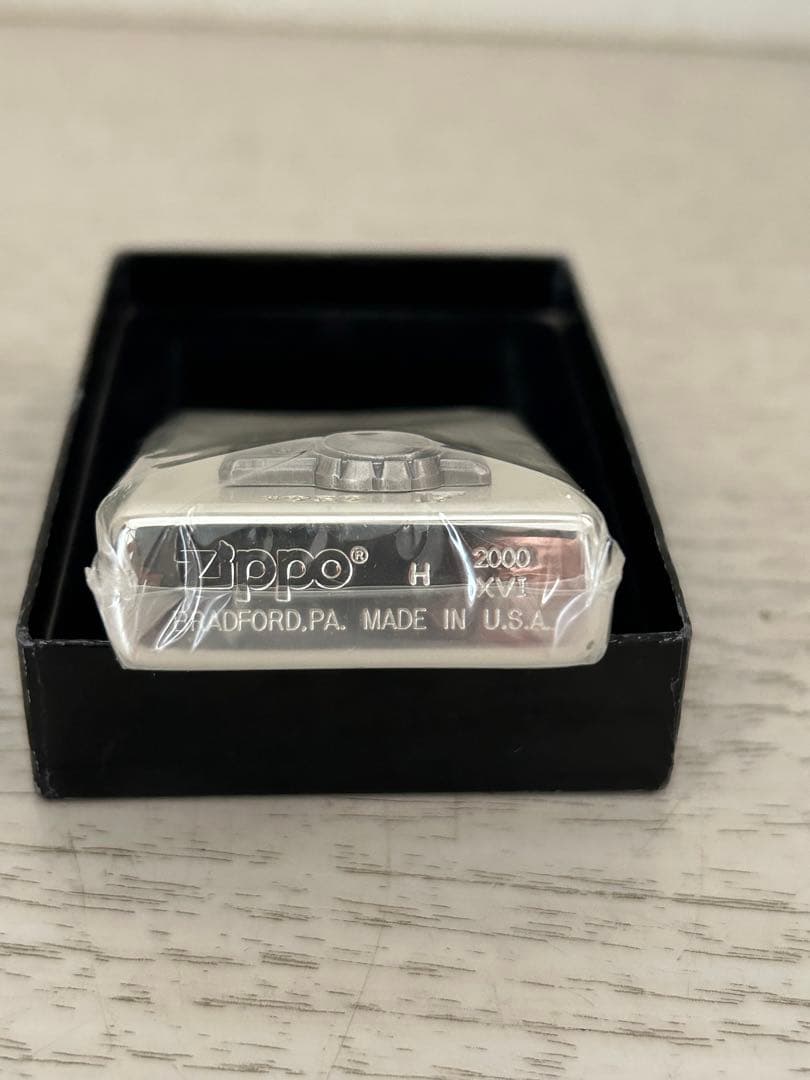 Zippo® H 2000
XVI
BRADFORD,PA. MADE IN U.S.A.